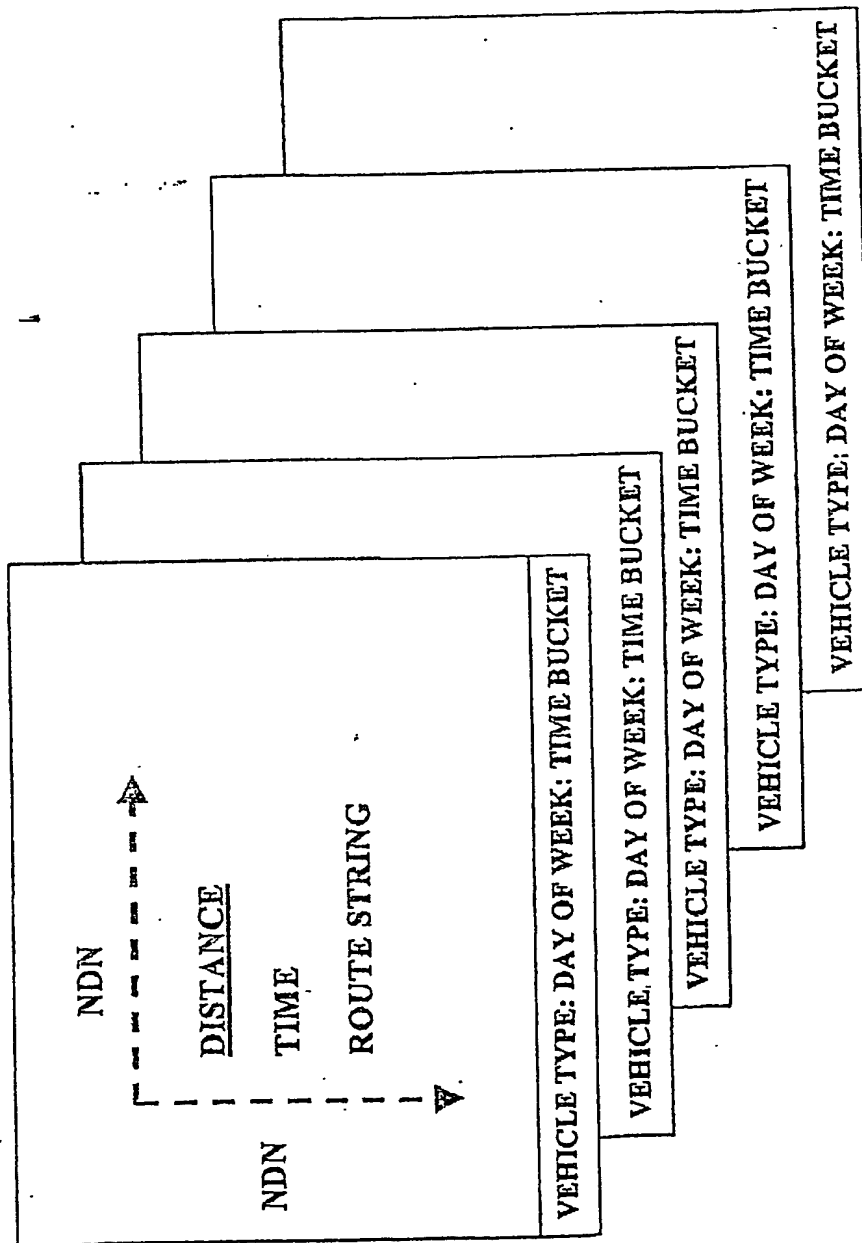 NDN
NDN
DISTANCE
TIME
ROUTE STRING
VEHICLE TYPE: DAY OF WEEK: TIME BUCKET
VEHICLE TYPE: DAY OF WEEK: TIME BUCKET
VEHICLE TYPE: DAY OF WEEK: TIME BUCKET
VEHICLE TYPE: DAY OF WEEK: TIME BUCKET
VEHICLE TYPE: DAY OF WEEK: TIME BUCKET